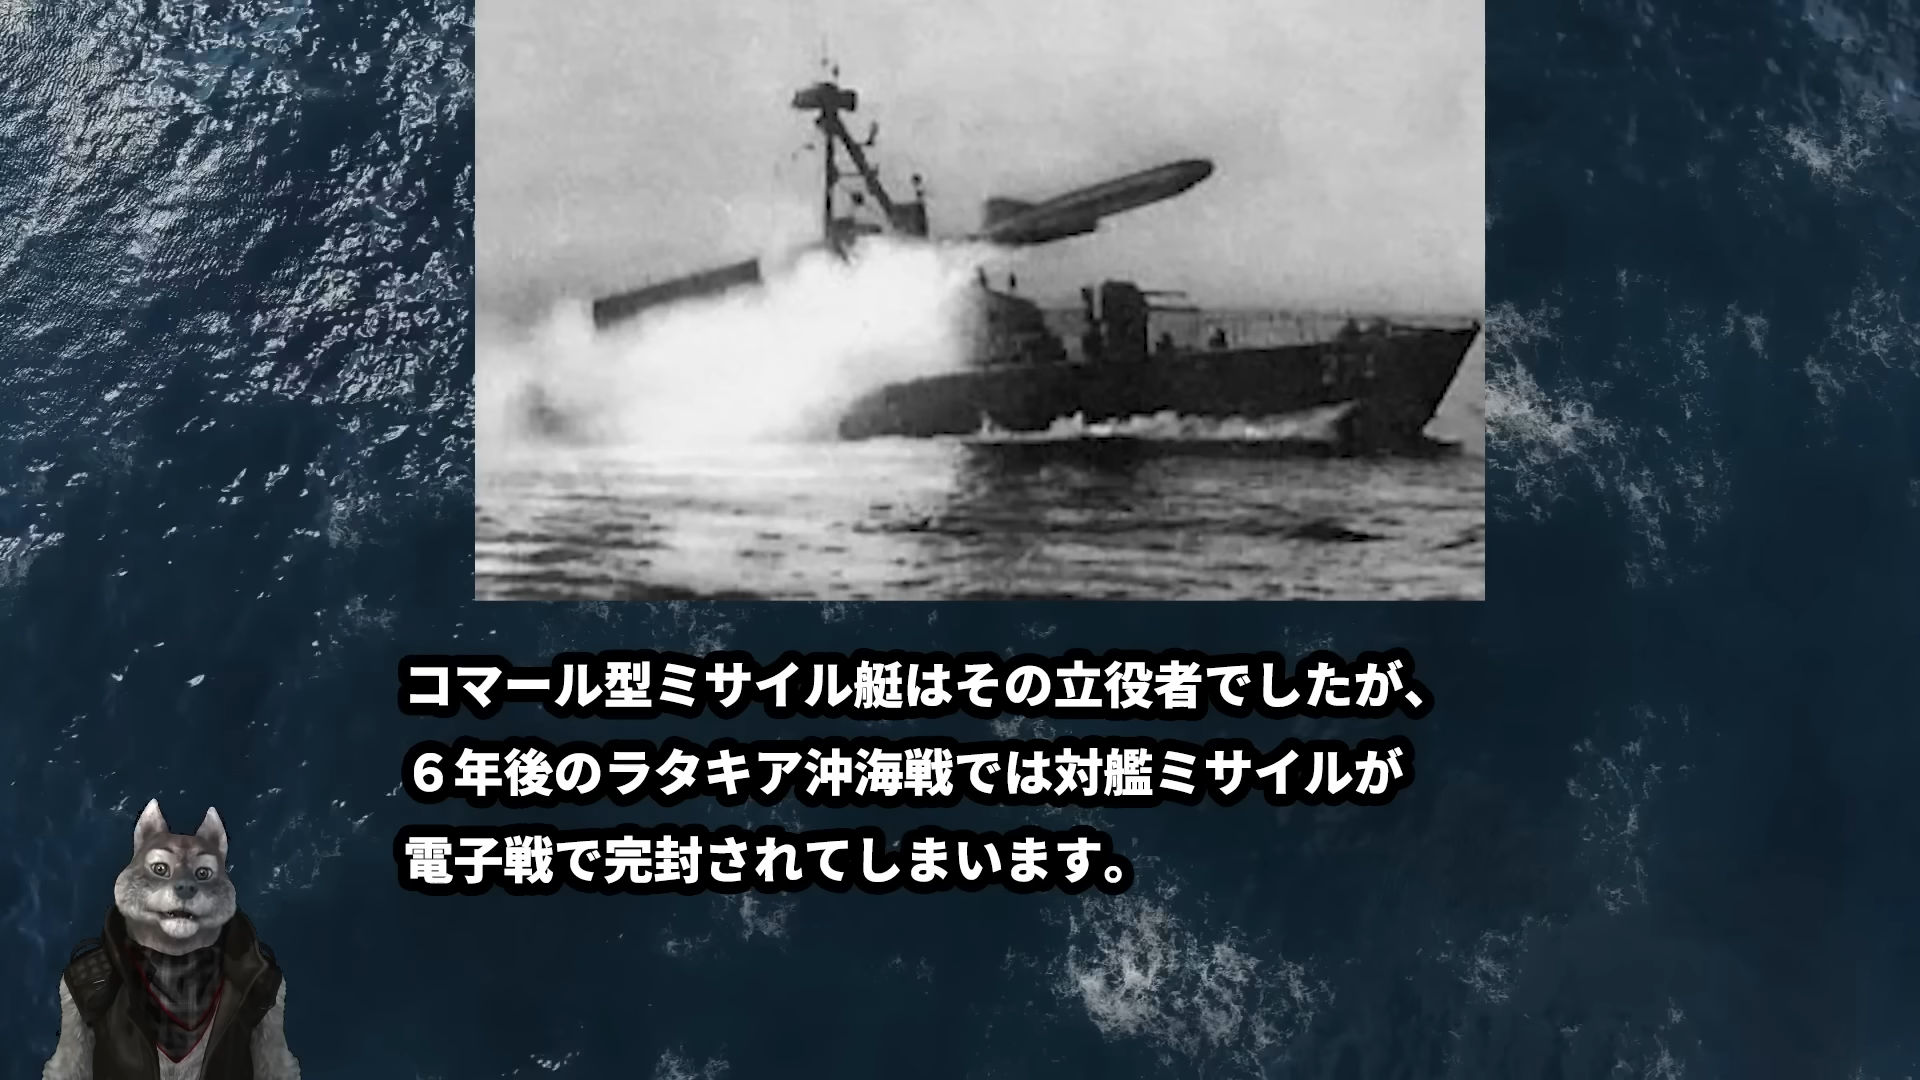 コマール型ミサイル艇はその立役者でしたが、
６年後のラタキア沖海戦では対艦ミサイルが
電子戦で完封されてしまいます。